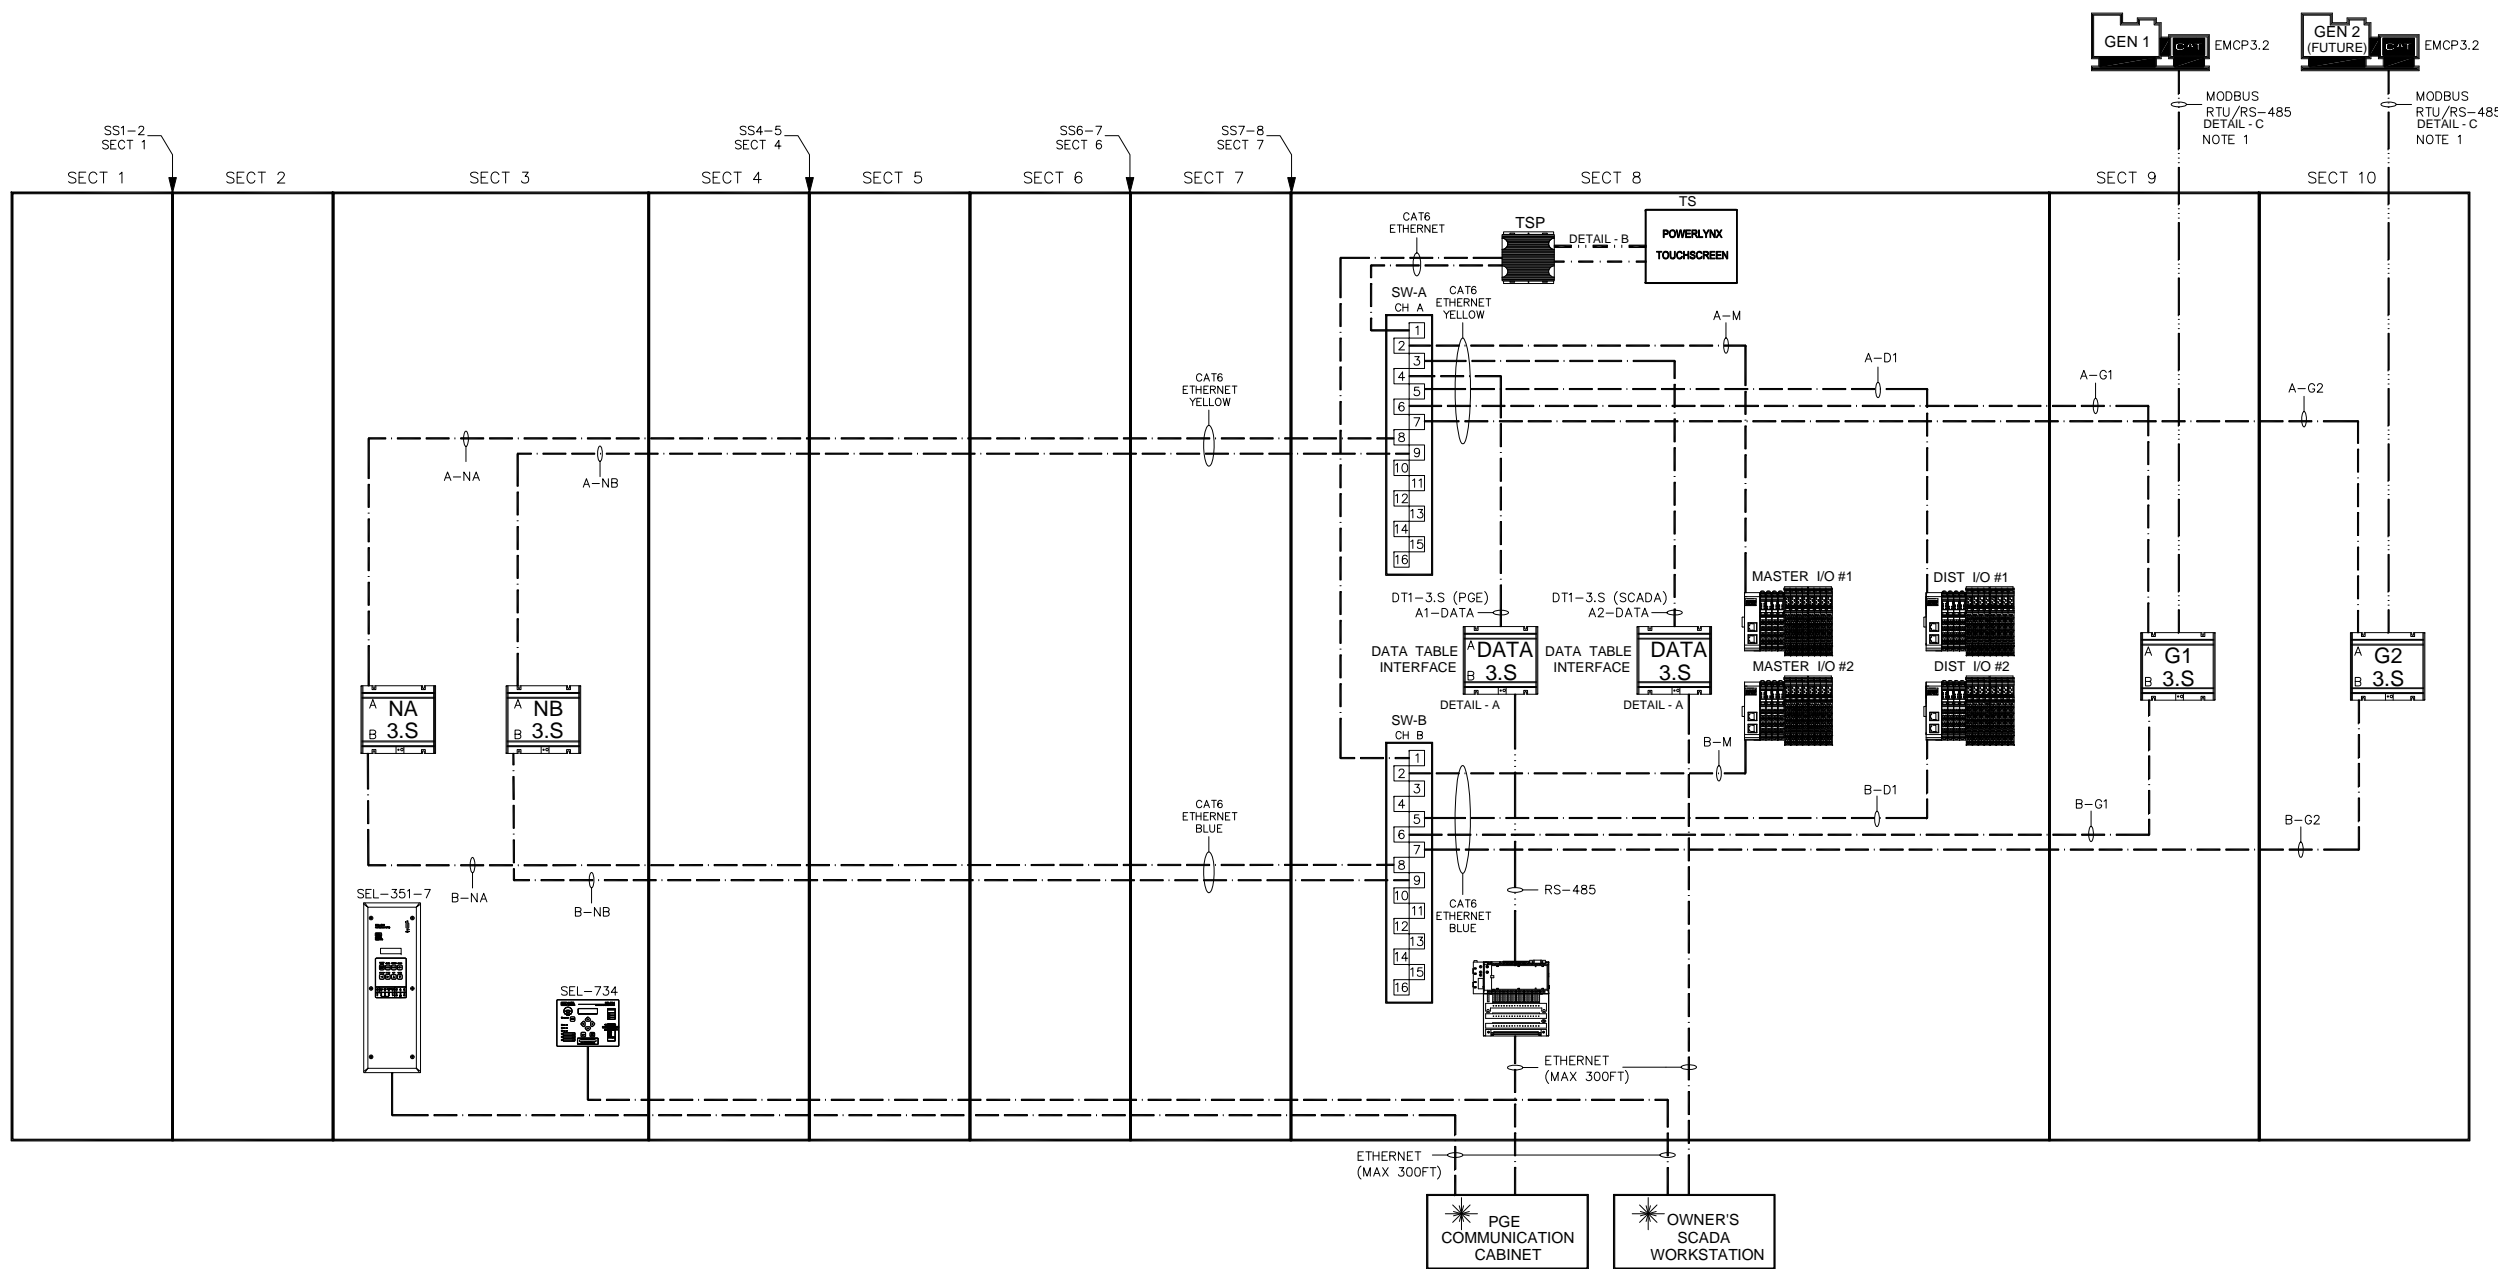 GEN 1
EMCP3.2
GEN 2
(FUTURE)
EMCP3.2
MODBUS
RTU/RS-485
DETAIL - C
NOTE 1
MODBUS
RTU/RS-485
DETAIL - C
NOTE 1
SS1-2
SECT 1
SS4-5
SECT 4
SS6-7
SECT 6
SS7-8
SECT 7
SECT 1
SECT 2
SECT 3
SECT 4
SECT 5
SECT 6
SECT 7
SECT 8
SECT 9
SECT 10
CAT6
ETHERNET
TSP
DETAIL - B
TS
POWERLYNX
TOUCHSCREEN
SW-A
CH A
CAT6
ETHERNET
YELLOW
1
2
3
4
5
6
7
8
9
10
11
12
13
14
15
16
A-M
A-D1
A-G1
A-G2
CAT6
ETHERNET
YELLOW
A-NA
A-NB
MASTER I/O #1
DIST I/O #1
DT1-3.S (PGE)
A1-DATA
DT1-3.S (SCADA)
A2-DATA
DATA TABLE
INTERFACE
A DATA
B 3.S
DATA TABLE
INTERFACE
DATA
3.S
DETAIL - A
DETAIL - A
MASTER I/O #2
DIST I/O #2
A G1
B 3.S
A G2
B 3.S
A NA
B 3.S
A NB
B 3.S
SW-B
CH B
1
2
3
4
5
6
7
8
9
10
11
12
13
14
15
16
B-M
B-D1
B-G1
B-G2
CAT6
ETHERNET
BLUE
B-NA
B-NB
CAT6
ETHERNET
BLUE
RS-485
SEL-351-7
SEL-734
ETHERNET
(MAX 300FT)
ETHERNET
(MAX 300FT)
PGE
COMMUNICATION
CABINET
OWNER'S
SCADA
WORKSTATION